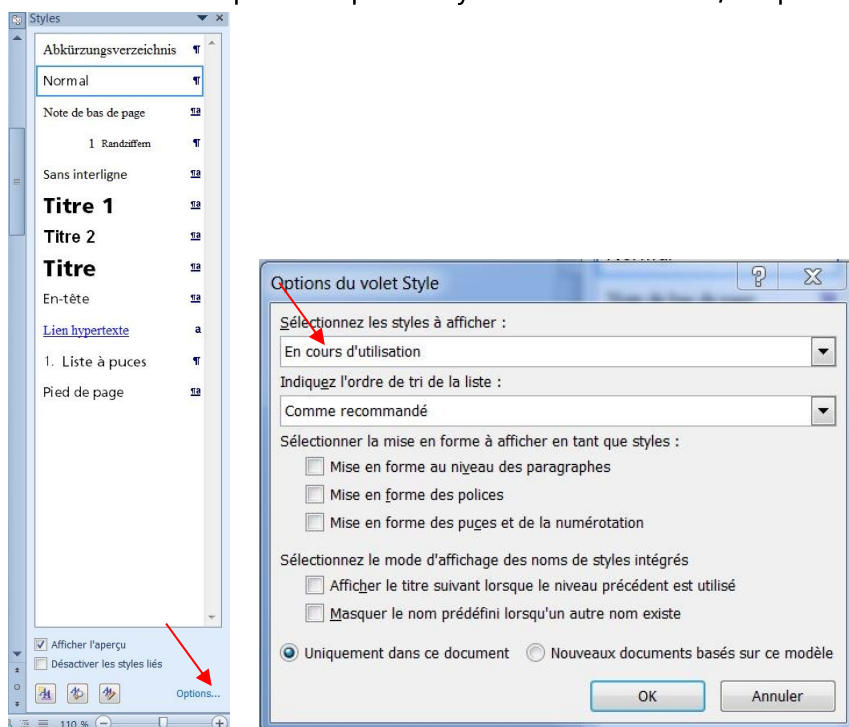 Styles
Abkürzungsverzeichnis ¶
Normal ¶
Note de bas de page ¶a
1 Randziffern ¶
Sans interligne ¶a
Titre 1 ¶a
Titre 2 ¶a
Titre ¶a
En-tête ¶a
Lien hypertexte a
1. Liste à puces ¶
Pied de page ¶a
Afficher l'aperçu
Désactiver les styles liés
Options...
110 %
Options du volet Style
Sélectionnez les styles à afficher :
En cours d'utilisation
Indiquez l'ordre de tri de la liste :
Comme recommandé
Sélectionner la mise en forme à afficher en tant que styles :
Mise en forme au niveau des paragraphes
Mise en forme des polices
Mise en forme des puces et de la numérotation
Sélectionnez le mode d'affichage des noms de styles intégrés
Afficher le titre suivant lorsque le niveau précédent est utilisé
Masquer le nom prédéfini lorsqu'un autre nom existe
Uniquement dans ce document Nouveaux documents basés sur ce modèle
OK Annuler